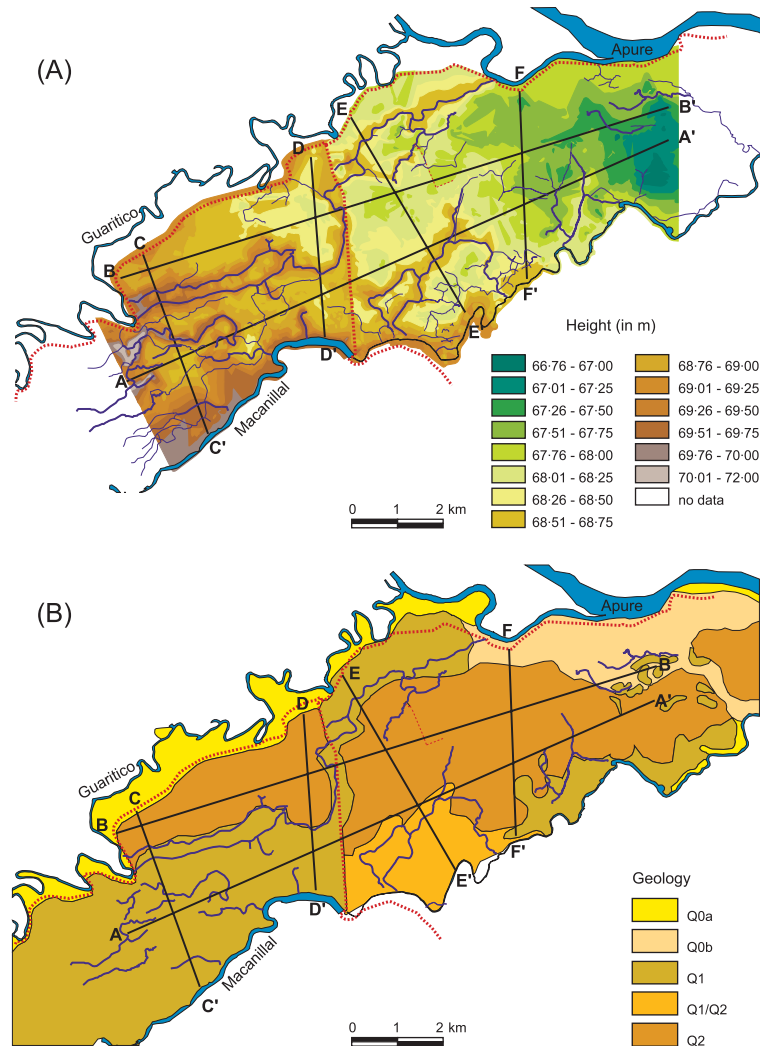 (A)
Apure
F
E
B'
A'
D
Guaritico
C
B
F'
E'
Height (in m)
D'
A
Macanillal
C'
66·76 - 67·00
67·01 - 67·25
67·26 - 67·50
67·51 - 67·75
67·76 - 68·00
68·01 - 68·25
68·26 - 68·50
68·51 - 68·75
68·76 - 69·00
69·01 - 69·25
69·26 - 69·50
69·51 - 69·75
69·76 - 70·00
70·01 - 72·00
no data
0 1 2 km
(B)
Apure
F
E
B
A'
D
Guaritico
C
B
F'
E'
D'
A
Macanillal
C'
Geology
Q0a
Q0b
Q1
Q1/Q2
Q2
0 1 2 km